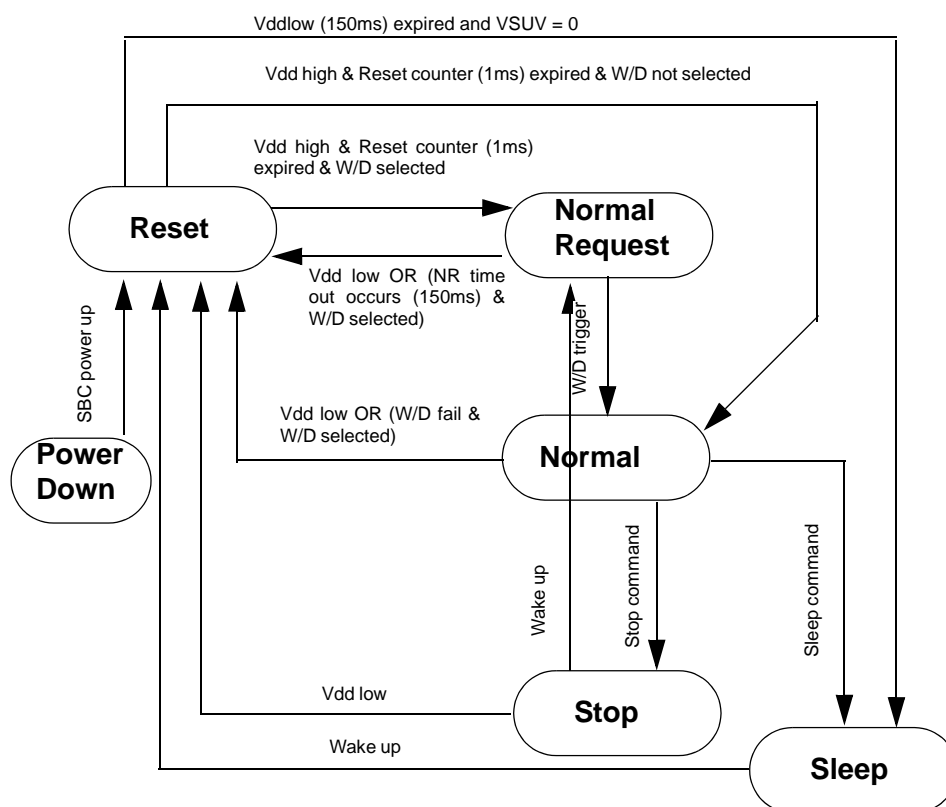 Vddlow (150ms) expired and VSUV = 0
Vdd high & Reset counter (1ms) expired & W/D not selected
Vdd high & Reset counter (1ms)
expired & W/D selected
Reset
Normal
Request
Vdd low OR (NR time
out occurs (150ms) &
W/D selected)
W/D trigger
SBC power up
Vdd low OR (W/D fail &
W/D selected)
Power
Down
Normal
Wake up
Stop command
Sleep command
Vdd low
Stop
Wake up
Sleep